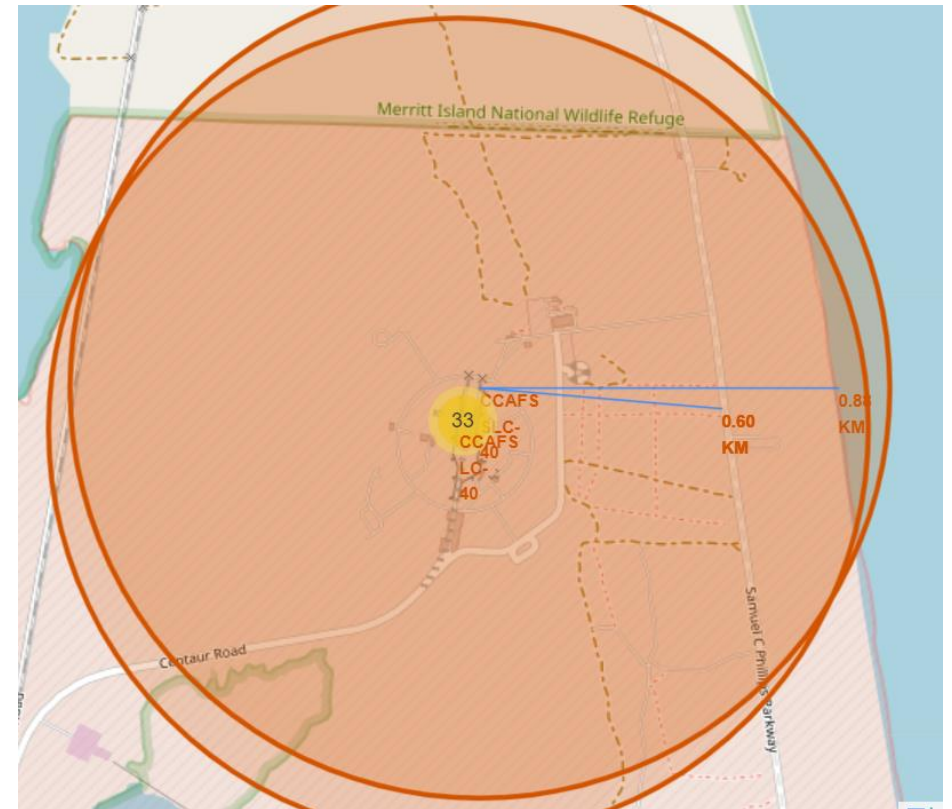 Merritt Island National Wildlife Refuge
CCAFS
SLC-
40
0.88
KM
0.60
KM
33
CCAFS
LC-
40
Centaur Road
Samuel C Phillips Parkway